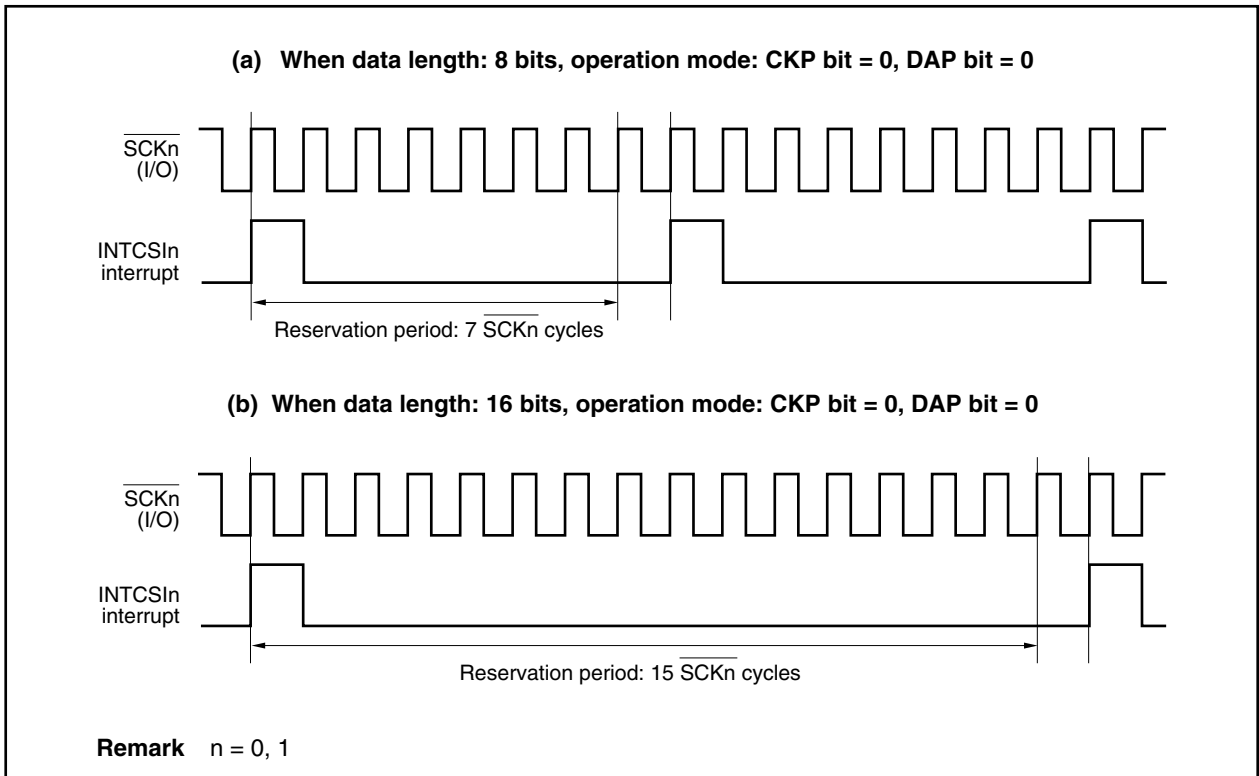 (a) When data length: 8 bits, operation mode: CKP bit = 0, DAP bit = 0
SCKn
(I/O)
INTCSIn
interrupt
Reservation period: 7 SCKn cycles
(b) When data length: 16 bits, operation mode: CKP bit = 0, DAP bit = 0
SCKn
(I/O)
INTCSIn
interrupt
Reservation period: 15 SCKn cycles
Remark n = 0, 1